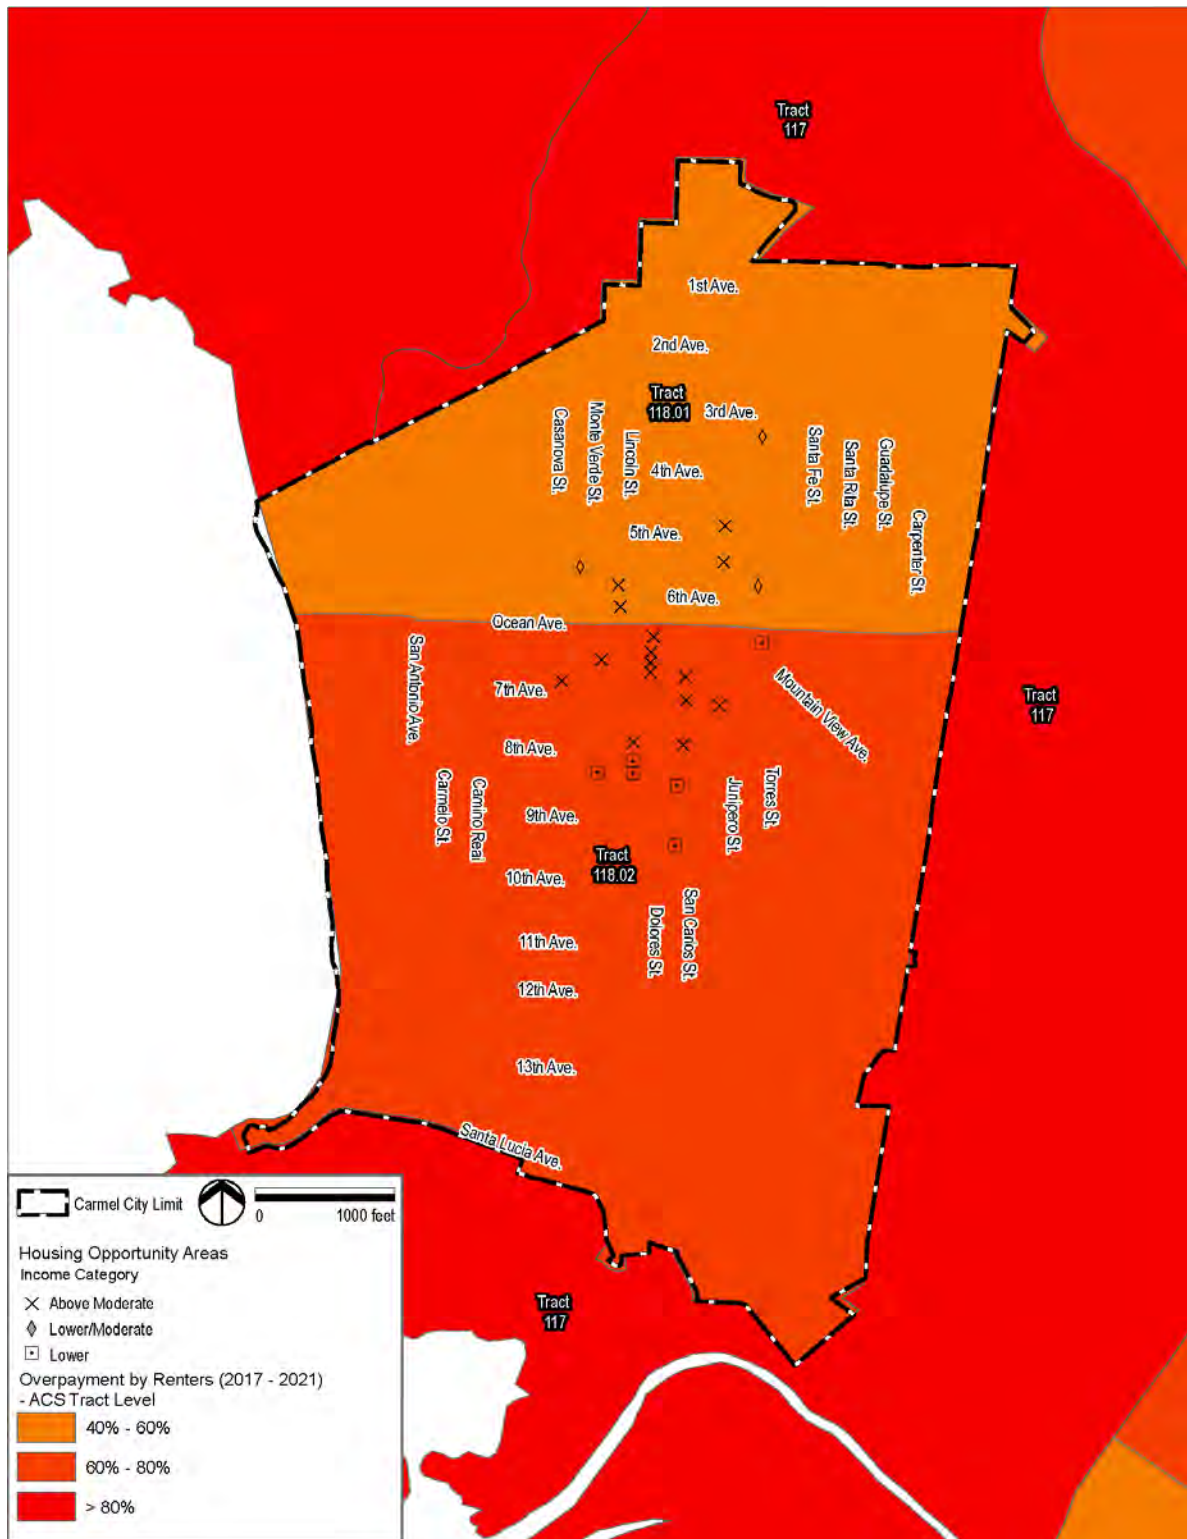 Tract
117
1st Ave.
2nd Ave.
Tract
118.01
3rd Ave.
Casanova St.
Monte Verde St.
Lincoln St.
4th Ave.
Santa Fe St.
Santa Rita St.
Guadalupe St.
Carpenter St.
5th Ave.
6th Ave.
Ocean Ave.
San Antonio Ave.
7th Ave.
Mountain View Ave.
Tract
117
8th Ave.
Carmelo St.
Camino Real
Junipero St.
Torres St.
9th Ave.
Tract
118.02
10th Ave.
Dolores St.
San Carlos St.
11th Ave.
12th Ave.
13th Ave.
Santa Lucia Ave.
Carmel City Limit
0 1000 feet
Housing Opportunity Areas
Income Category
Above Moderate
Lower/Moderate
Lower
Overpayment by Renters (2017 - 2021)
- ACS Tract Level
40% - 60%
60% - 80%
> 80%
Tract
117